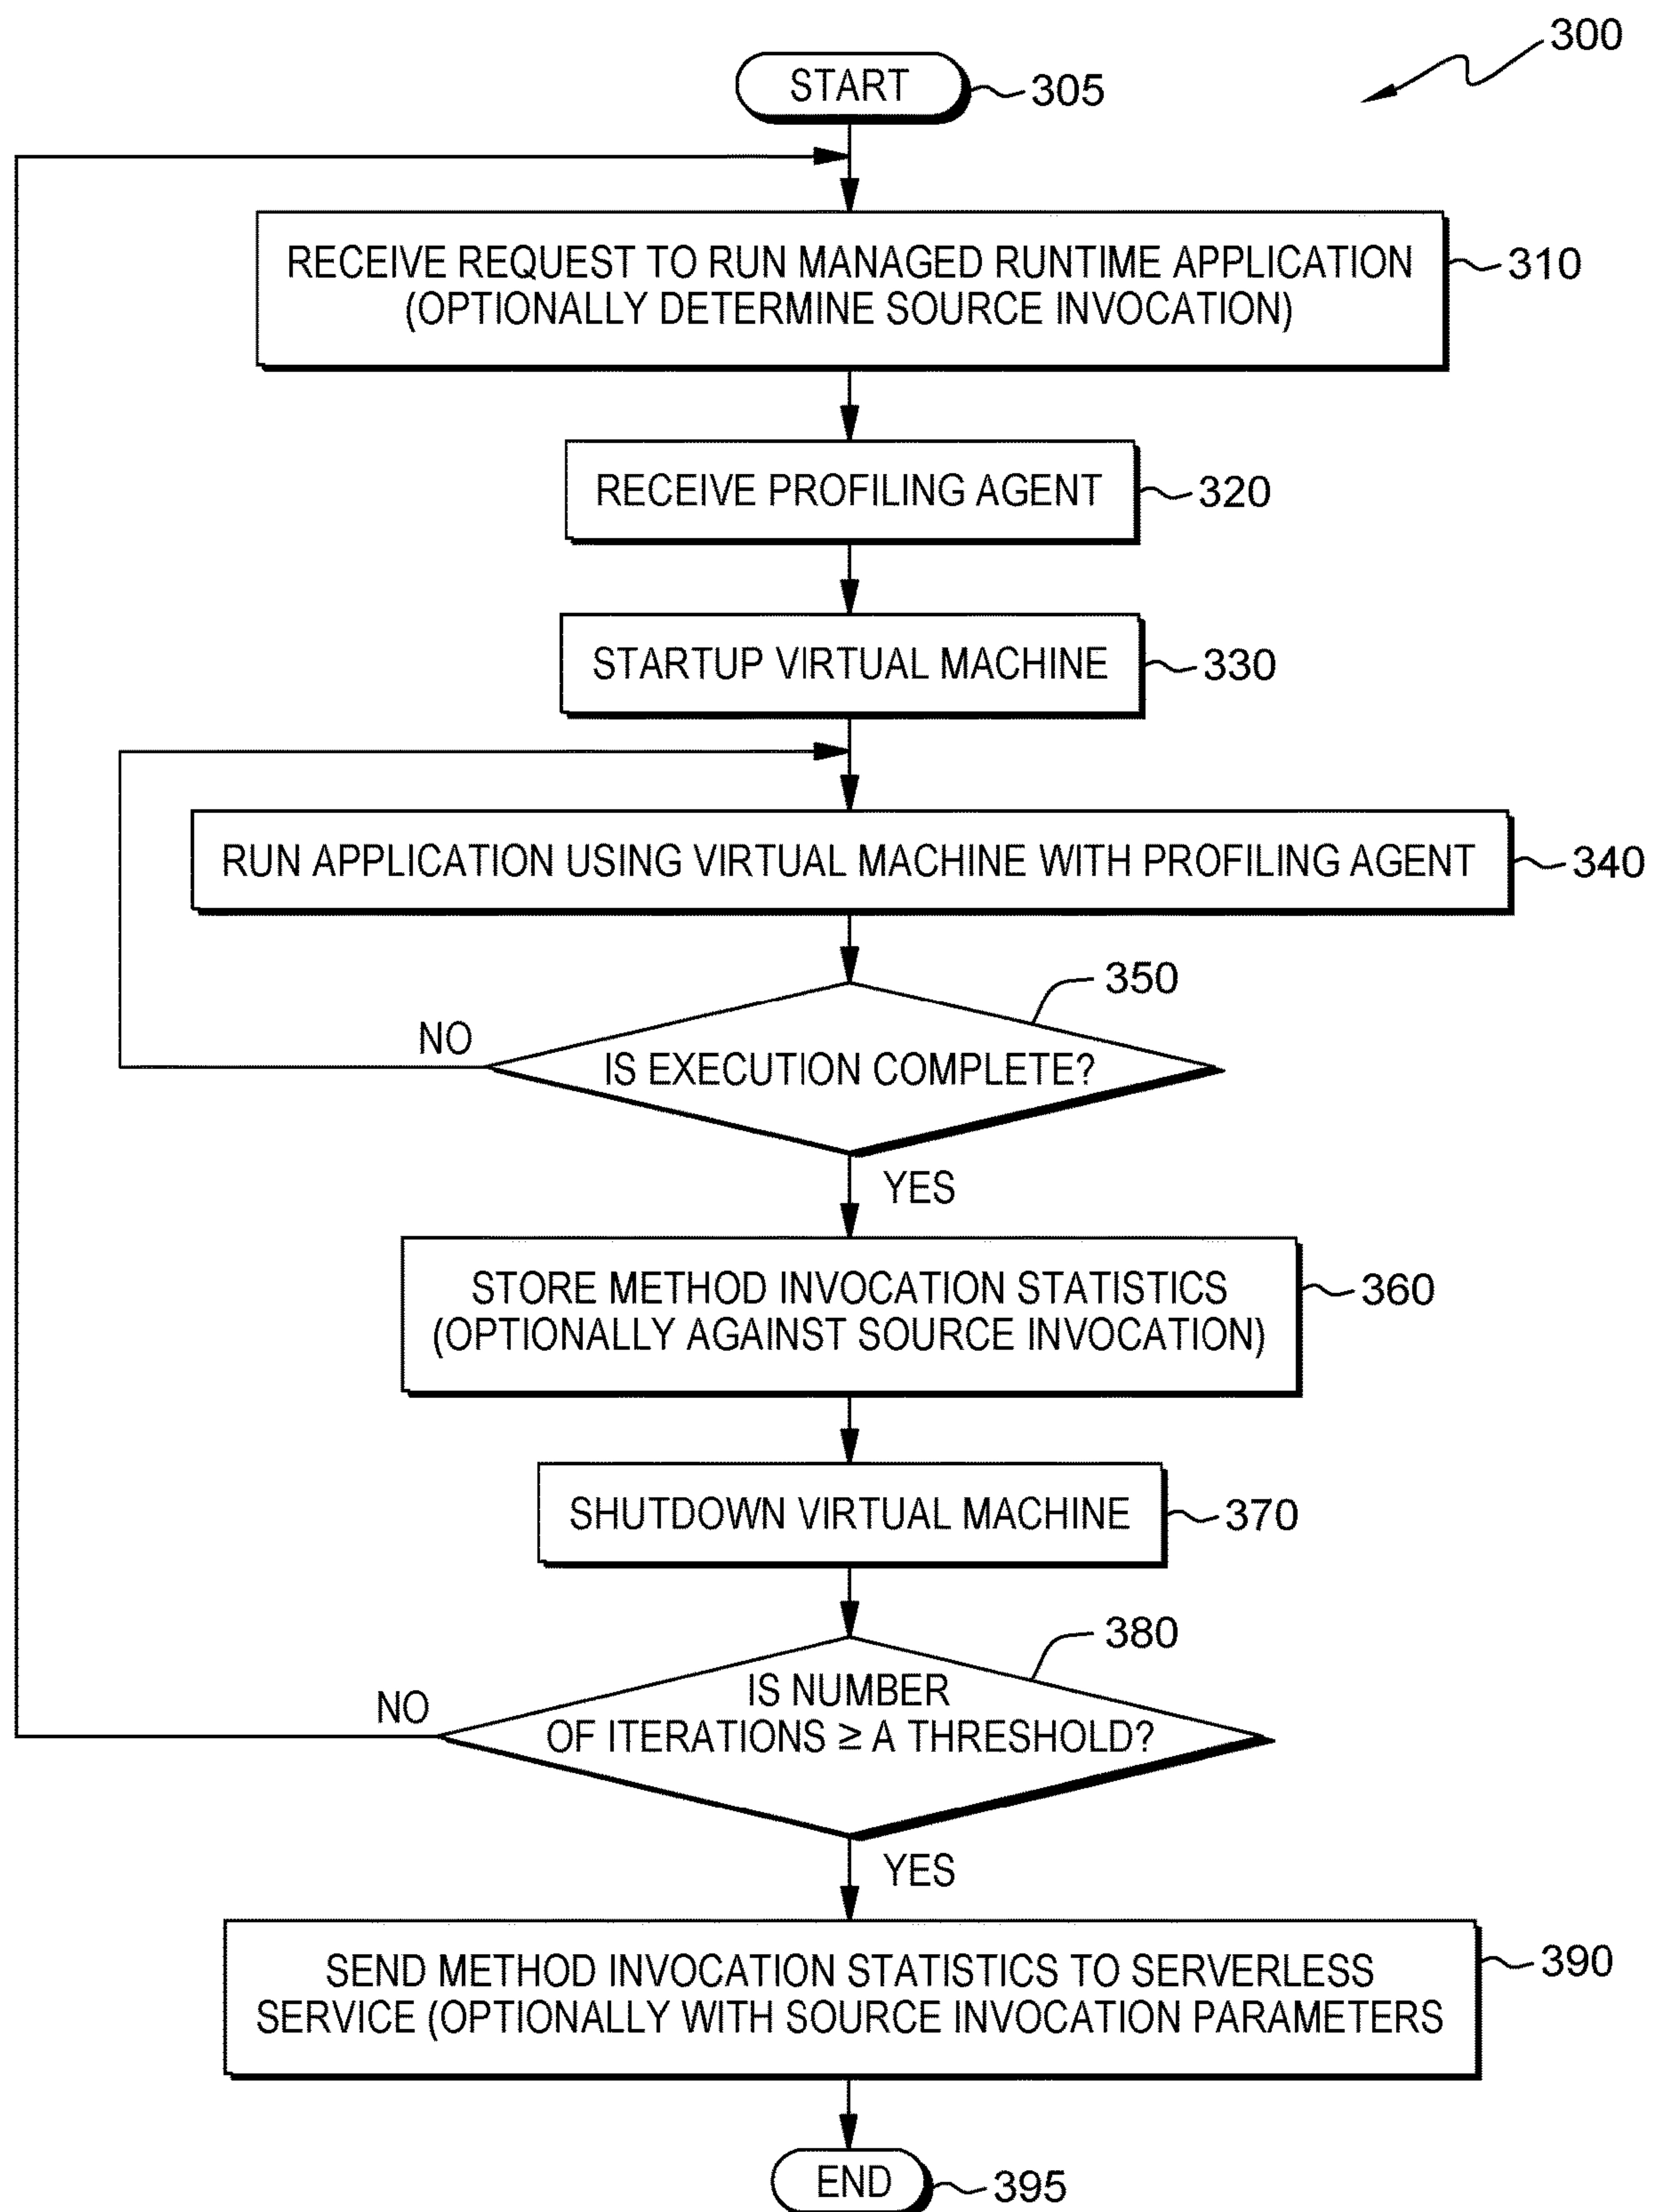 300
START
305
RECEIVE REQUEST TO RUN MANAGED RUNTIME APPLICATION
(OPTIONALLY DETERMINE SOURCE INVOCATION)
310
RECEIVE PROFILING AGENT
320
STARTUP VIRTUAL MACHINE
330
RUN APPLICATION USING VIRTUAL MACHINE WITH PROFILING AGENT
340
350
NO
IS EXECUTION COMPLETE?
YES
STORE METHOD INVOCATION STATISTICS
(OPTIONALLY AGAINST SOURCE INVOCATION)
360
SHUTDOWN VIRTUAL MACHINE
370
380
NO
IS NUMBER
OF ITERATIONS ≥ A THRESHOLD?
YES
SEND METHOD INVOCATION STATISTICS TO SERVERLESS
SERVICE (OPTIONALLY WITH SOURCE INVOCATION PARAMETERS
390
END
395